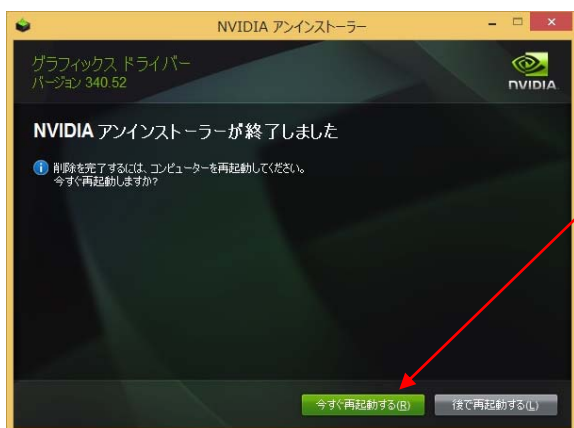 NVIDIA アンインストーラー
グラフィックス ドライバー
バージョン 340.52
NVIDIA
NVIDIA アンインストーラーが終了しました
削除を完了するには、コンピューターを再起動してください。
今すぐ再起動しますか?
今すぐ再起動する(R)
後で再起動する(L)